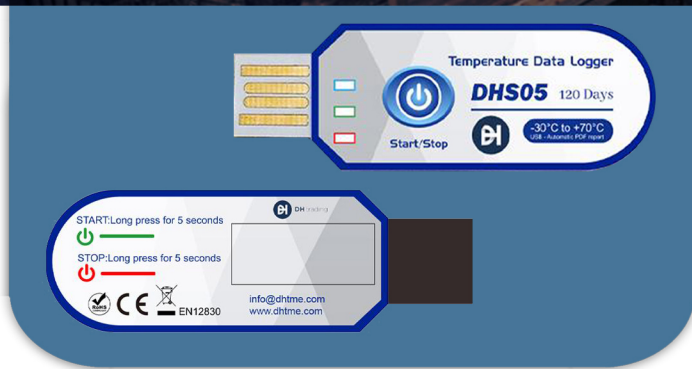 Temperature Data Logger
DHS05 120 Days
-30°C to +70°C
USB - Automatic PDF report
Start/Stop
DH trading
START:Long press for 5 seconds
STOP:Long press for 5 seconds
RoHS
CE
EN12830
info@dhtme.com
www.dhtme.com